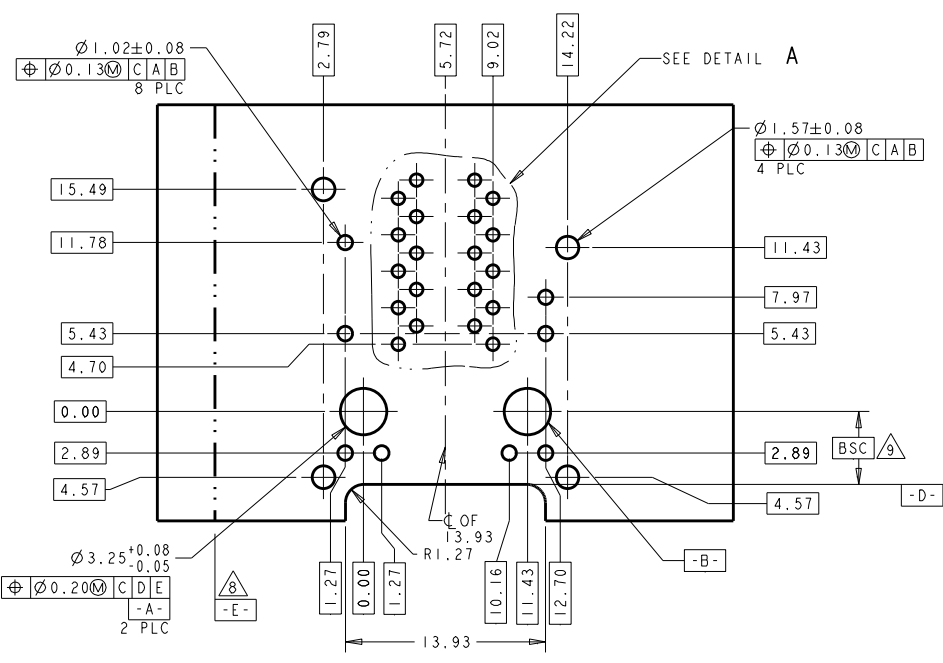 2.79
5.72
9.02
14.22
Ø1.02±0.08
⌖ Ø0.13Ⓜ C A B
8 PLC
SEE DETAIL A
Ø1.57±0.08
⌖ Ø0.13Ⓜ C A B
4 PLC
15.49
11.78
11.43
7.97
5.43
5.43
4.70
0.00
2.89
2.89
BSC 9
4.57
4.57
-D-
℄ OF
13.93
R1.27
Ø3.25 +0.08
-0.05
⌖ Ø0.20Ⓜ C D E
-A-
2 PLC
8
-E-
-B-
1.27
0.00
1.27
10.16
11.43
12.70
13.93